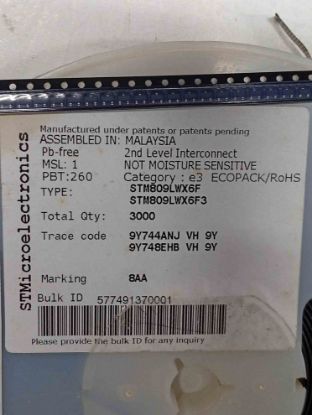 STMicroelectronics
Manufactured under patents or patents pending
ASSEMBLED IN: MALAYSIA
Pb-free 2nd Level Interconnect
MSL: 1 NOT MOISTURE SENSITIVE
PBT:260 Category : e3 ECOPACK/RoHS
TYPE: STM809LWX6F
STM809LWX6F3
Total Qty: 3000
Trace code 9Y744ANJ VH 9Y
9Y748EHB VH 9Y
Marking 8AA
Bulk ID 577491370001
Please provide the bulk ID for any inquiry